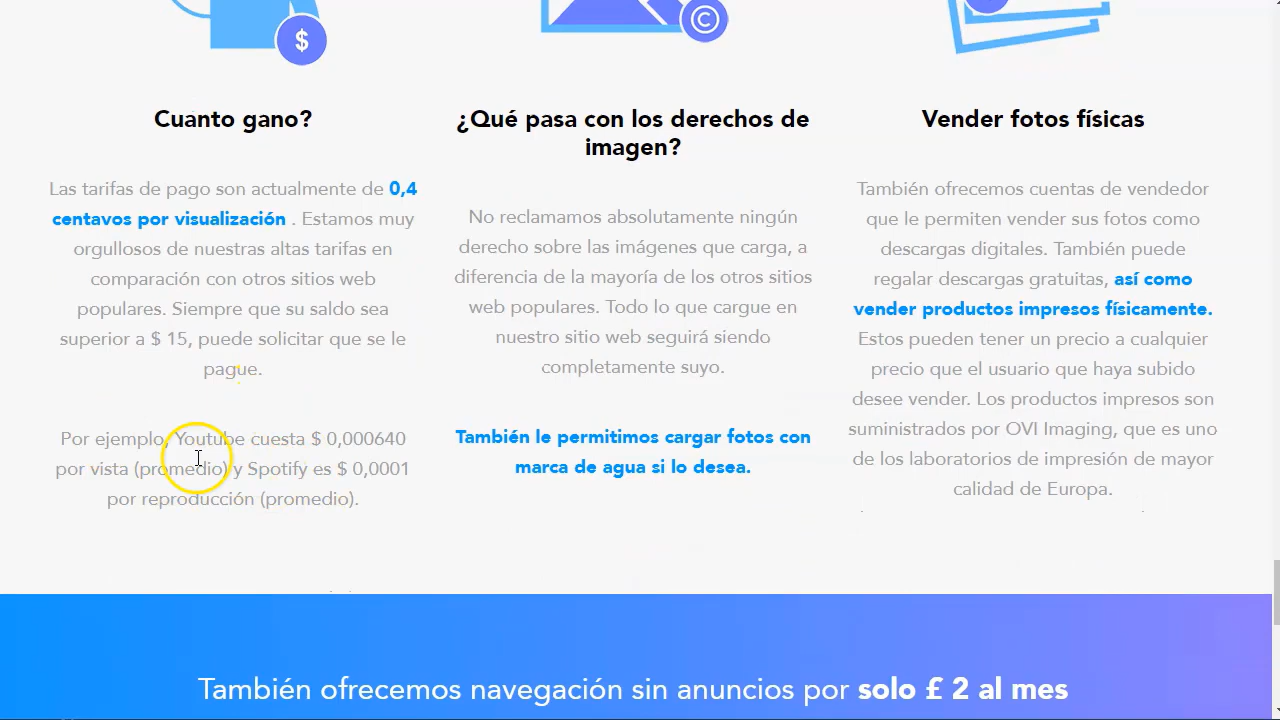 $
©
Cuanto gano?
Las tarifas de pago son actualmente de 0,4
centavos por visualización . Estamos muy
orgullosos de nuestras altas tarifas en
comparación con otros sitios web
populares. Siempre que su saldo sea
superior a $ 15, puede solicitar que se le
pague.
Por ejemplo, Youtube cuesta $ 0,000640
por vista (promedio) y Spotify es $ 0,0001
por reproducción (promedio).
¿Qué pasa con los derechos de
imagen?
No reclamamos absolutamente ningún
derecho sobre las imágenes que carga, a
diferencia de la mayoría de los otros sitios
web populares. Todo lo que cargue en
nuestro sitio web seguirá siendo
completamente suyo.
También le permitimos cargar fotos con
marca de agua si lo desea.
Vender fotos físicas
También ofrecemos cuentas de vendedor
que le permiten vender sus fotos como
descargas digitales. También puede
regalar descargas gratuitas, así como
vender productos impresos físicamente.
Estos pueden tener un precio a cualquier
precio que el usuario que haya subido
desee vender. Los productos impresos son
suministrados por OVI Imaging, que es uno
de los laboratorios de impresión de mayor
calidad de Europa.
También ofrecemos navegación sin anuncios por solo £ 2 al mes